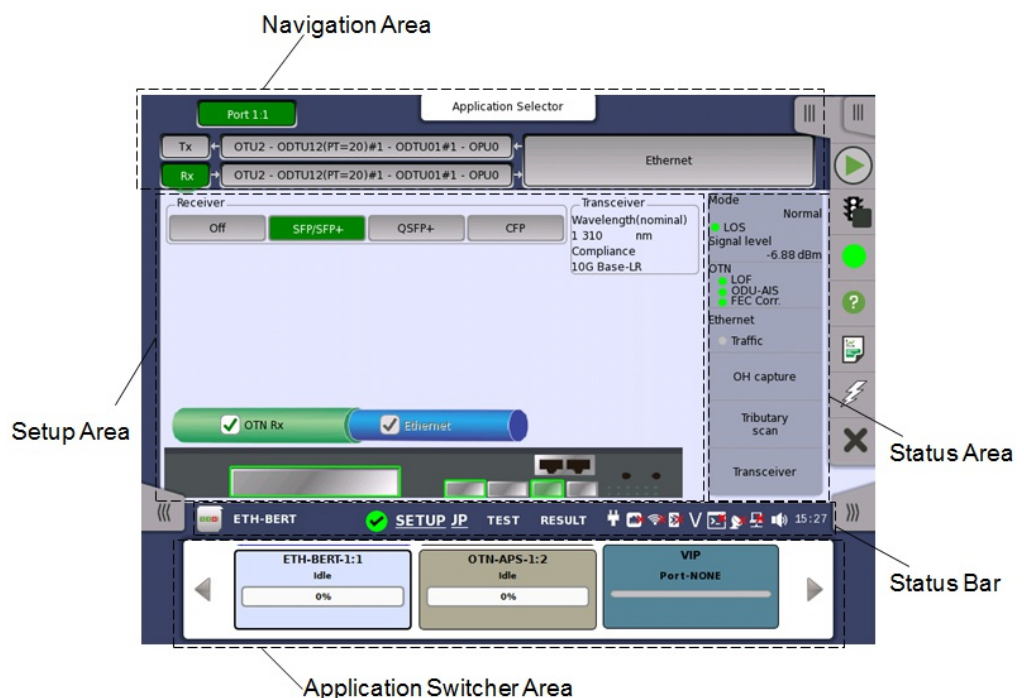 Navigation Area
Application Selector
Port 1:1
Tx
OTU2 - ODTU12(PT=20)#1 - ODTU01#1 - OPU0
Ethernet
Rx
OTU2 - ODTU12(PT=20)#1 - ODTU01#1 - OPU0
Receiver
Off
SFP/SFP+
QSFP+
CFP
Transceiver
Wavelength(nominal)
1 310 nm
Compliance
10G Base-LR
Mode
Normal
LOS
Signal level
-6.88 dBm
OTN
LOF
ODU-AIS
FEC Corr.
Ethernet
Traffic
OH capture
Tributary
scan
Transceiver
OTN Rx
Ethernet
Setup Area
Status Area
ETH-BERT
SETUP JP
TEST
RESULT
V
15:27
Status Bar
ETH-BERT-1:1
Idle
0%
OTN-APS-1:2
Idle
0%
VIP
Port-NONE
Application Switcher Area